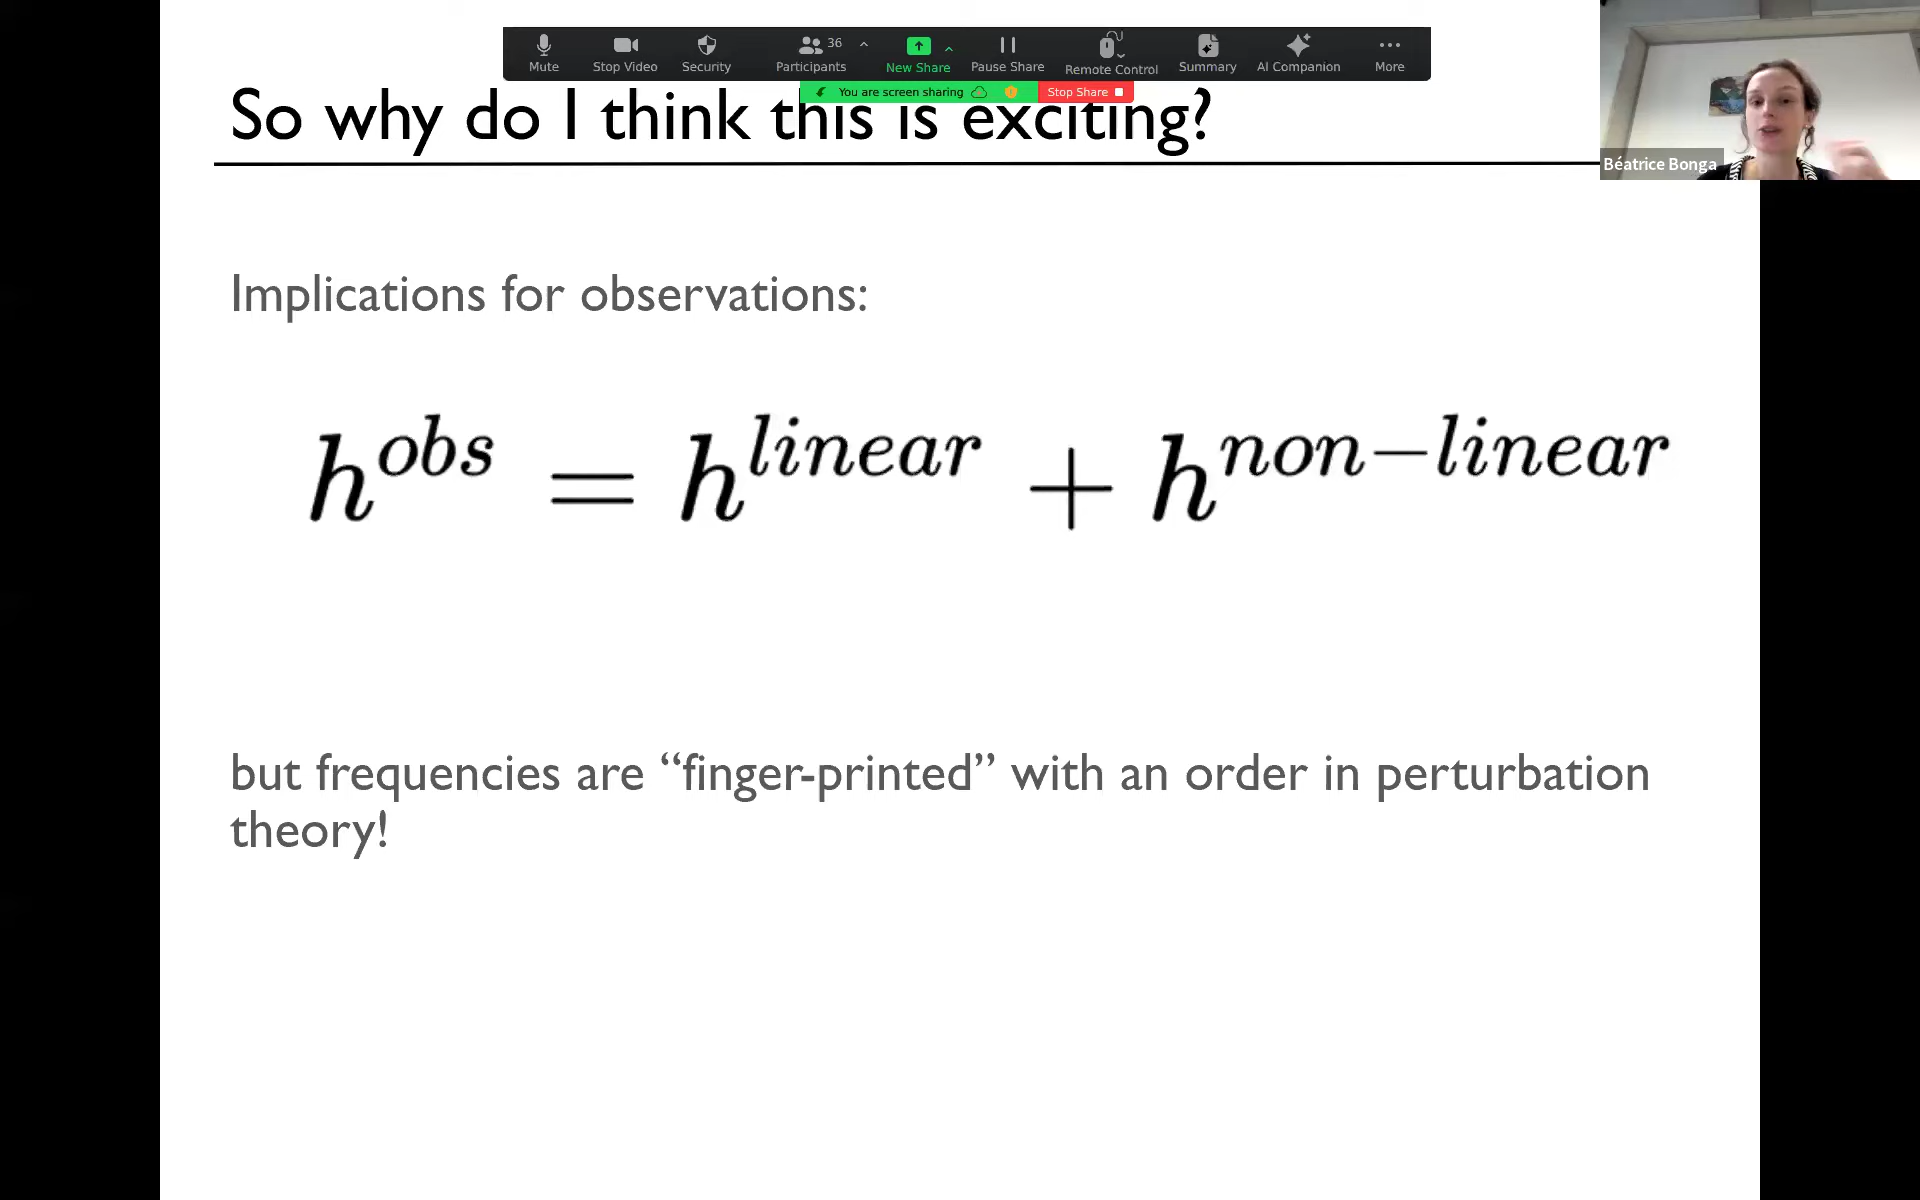 Mute
Stop Video
Security
Participants
36
New Share
Pause Share
Remote Control
Summary
AI Companion
More
You are screen sharing
Stop Share
So why do I think this is exciting?
Béatrice Bonga
Implications for observations:
h^{obs} = h^{linear} + h^{non-linear}
but frequencies are “finger-printed” with an order in perturbation
theory!